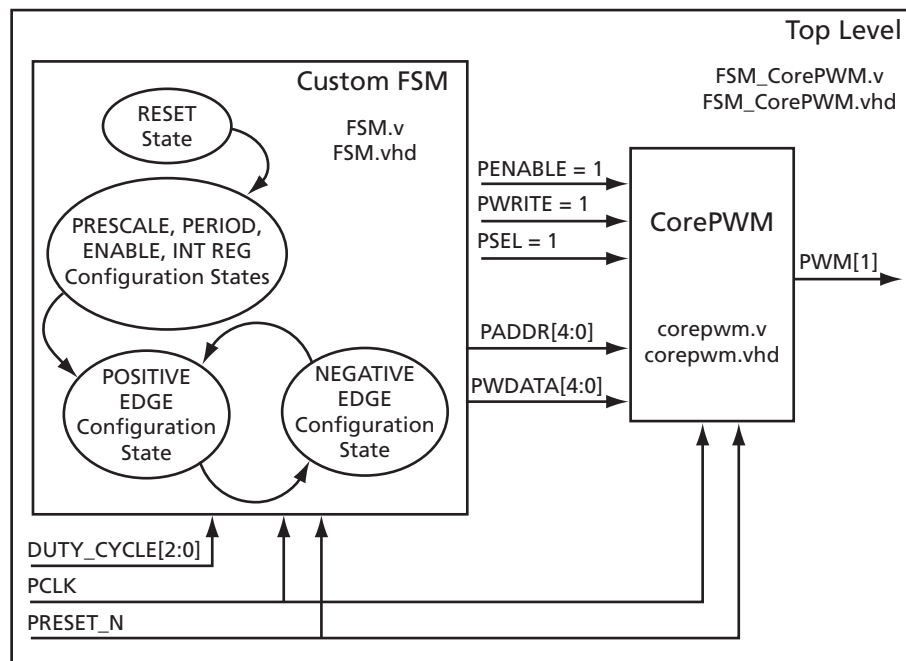 Top Level
FSM_CorePWM.v
FSM_CorePWM.vhd
Custom FSM
FSM.v
FSM.vhd
RESET
State
PRESCALE, PERIOD,
ENABLE, INT REG
Configuration States
POSITIVE
EDGE
Configuration
State
NEGATIVE
EDGE
Configuration
State
PENABLE = 1
PWRITE = 1
PSEL = 1
PADDR[4:0]
PWDATA[4:0]
CorePWM
corepwm.v
corepwm.vhd
PWM[1]
DUTY_CYCLE[2:0]
PCLK
PRESET_N